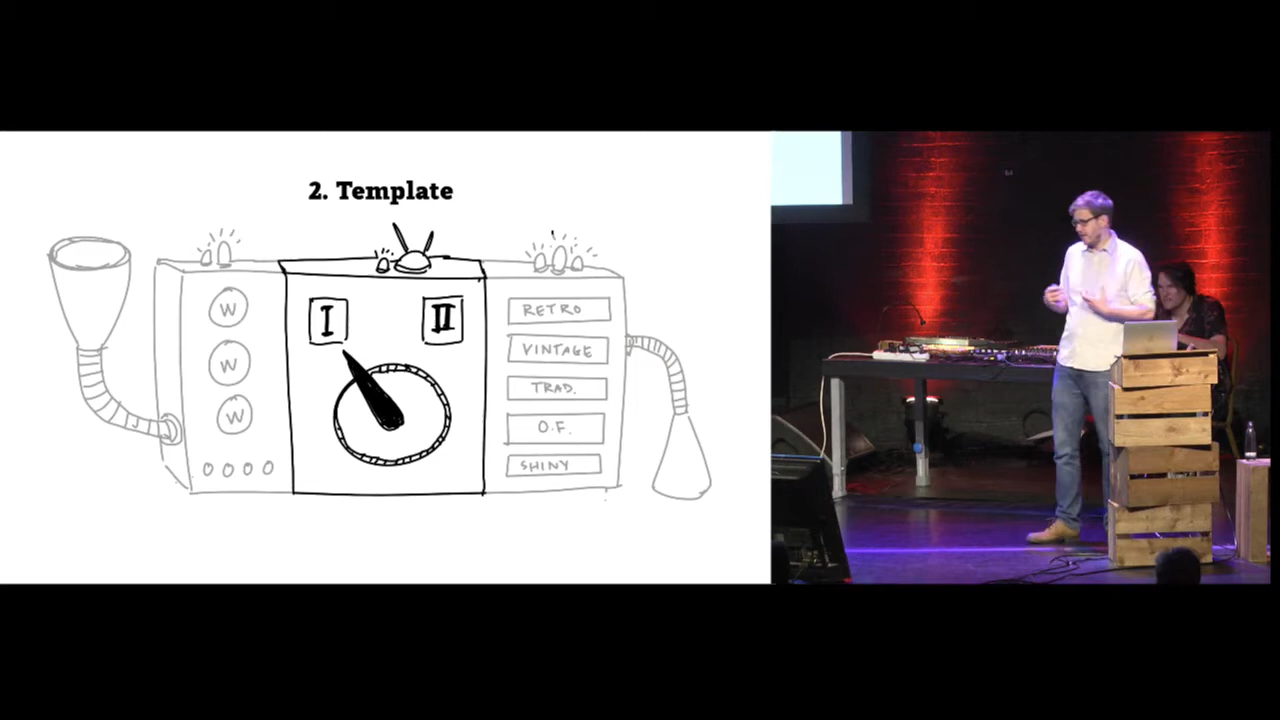 2. Template
W
W
W
I
II
RETRO
VINTAGE
TRAD.
O.F.
SHINY